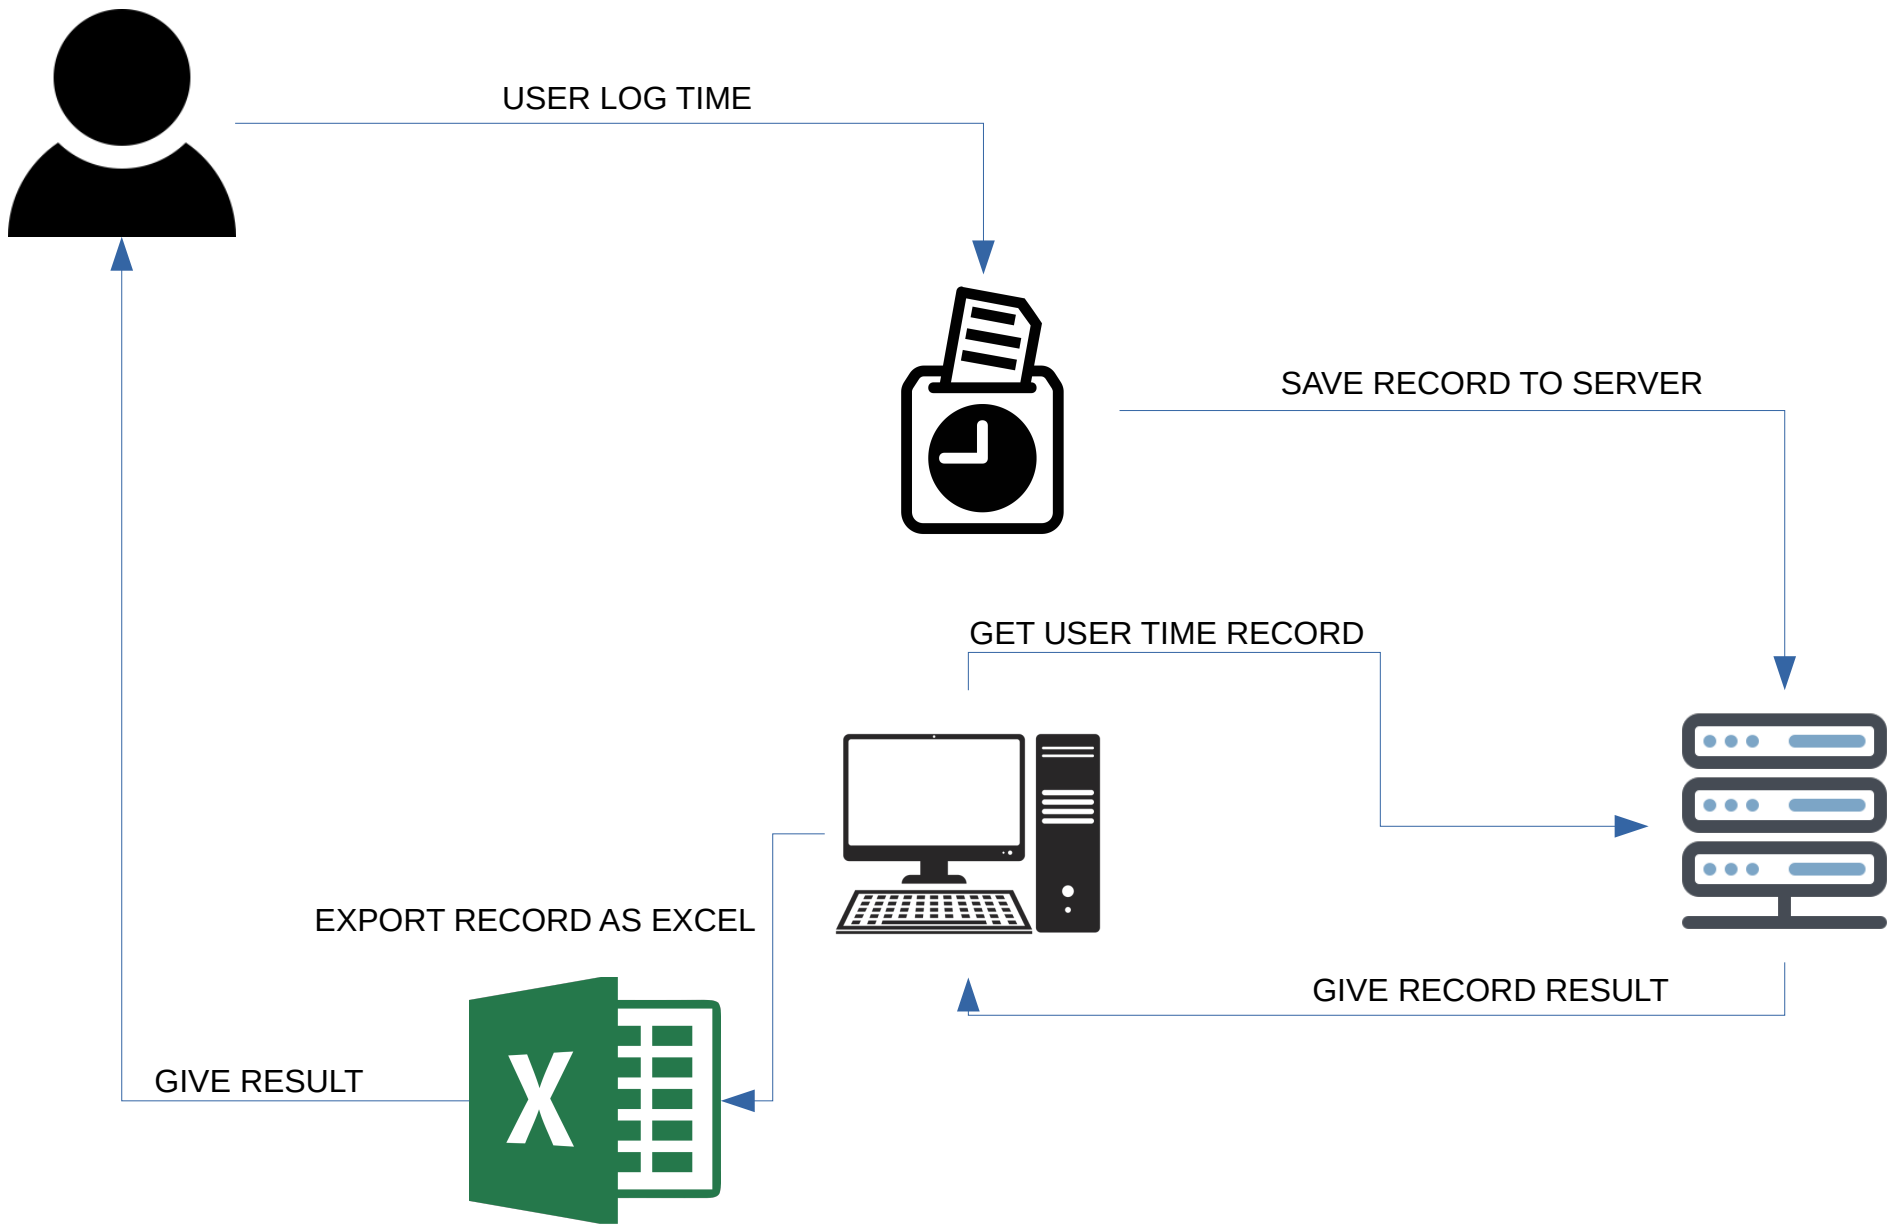 USER LOG TIME
SAVE RECORD TO SERVER
GET USER TIME RECORD
EXPORT RECORD AS EXCEL
GIVE RECORD RESULT
GIVE RESULT
X